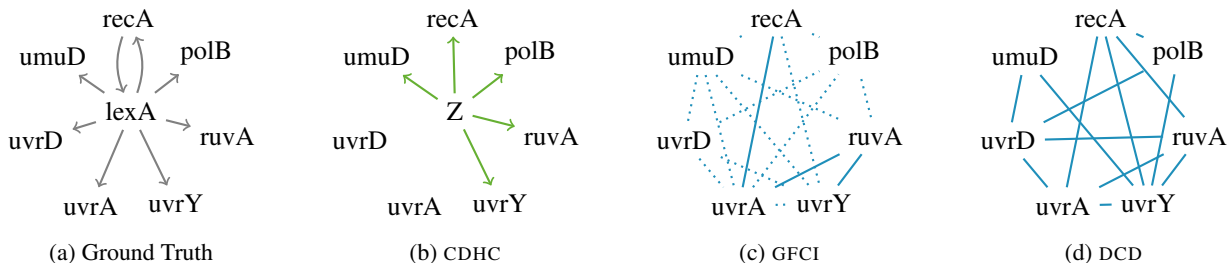 recA
umuD
polB
lexA
uvrD
ruvA
uvrA
uvrY
(a) Ground Truth
recA
umuD
polB
Z
uvrD
ruvA
uvrA
uvrY
(b) CDHC
recA
umuD
polB
uvrD
ruvA
uvrA
uvrY
(c) GFCI
recA
umuD
polB
uvrD
ruvA
uvrA
uvrY
(d) DCD